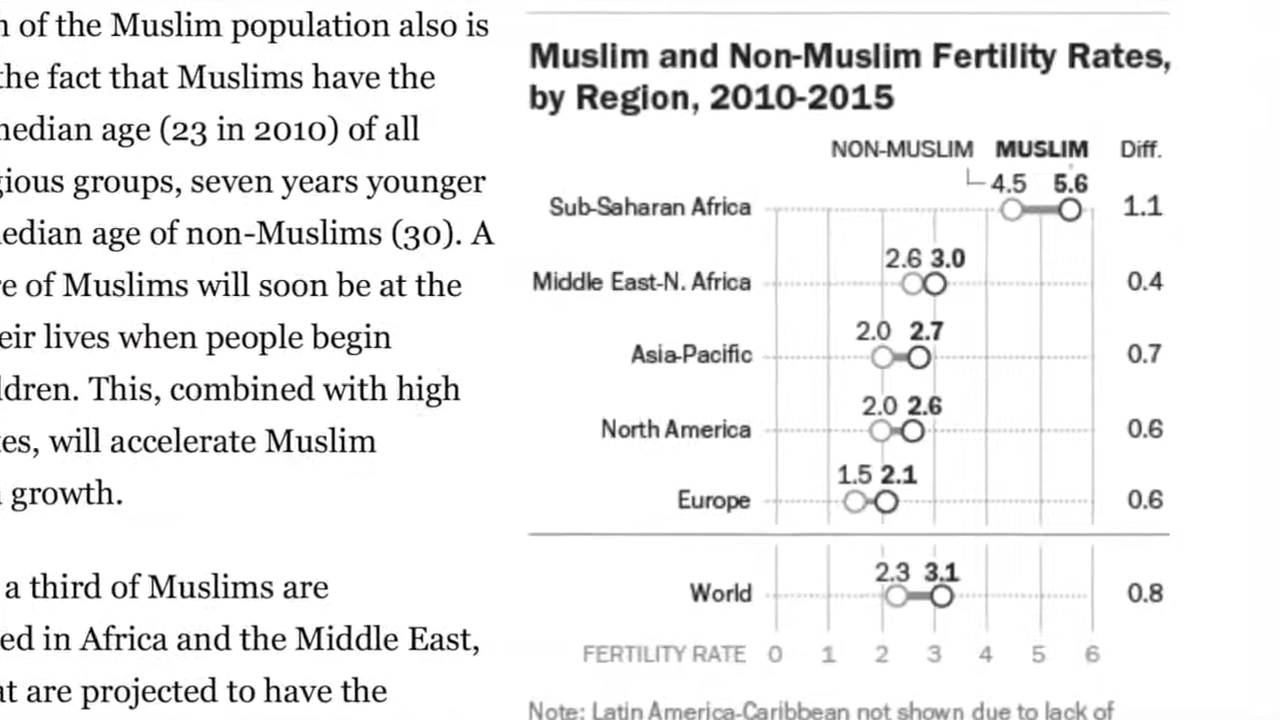 of the Muslim population also is
the fact that Muslims have the
median age (23 in 2010) of all
groups, seven years younger
median age of non-Muslims (30). A
of Muslims will soon be at the
lives when people begin
This, combined with high
will accelerate Muslim
growth.
a third of Muslims are
in Africa and the Middle East,
are projected to have the
Muslim and Non-Muslim Fertility Rates,
by Region, 2010-2015
NON-MUSLIM MUSLIM Diff.
4.5 5.6
Sub-Saharan Africa 1.1
2.6 3.0
Middle East-N. Africa 0.4
2.0 2.7
Asia-Pacific 0.7
2.0 2.6
North America 0.6
1.5 2.1
Europe 0.6
2.3 3.1
World 0.8
FERTILITY RATE 0 1 2 3 4 5 6
Note: Latin America-Caribbean not shown due to lack of